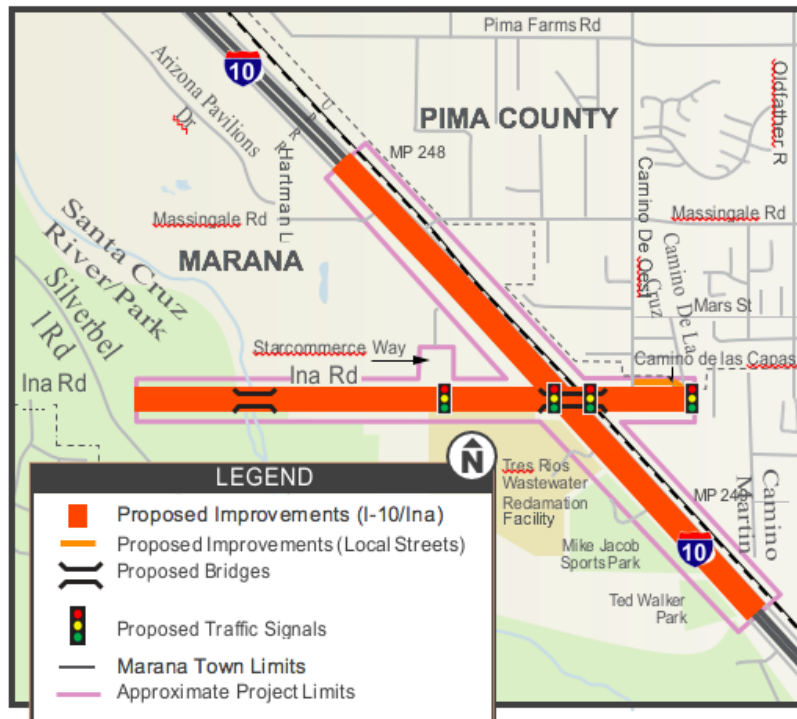 Pima Farms Rd
10
Arizona Pavilions
Dr
U
P
R
R
PIMA COUNTY
Oldfather R
MP 248
Hartman L
Camino De Oest
Massingale Rd
Massingale Rd
Santa Cruz
River/Park
MARANA
Camino De La
Cruz
Silverbel
l Rd
Mars St
Starcommerce Way
Camino de las Capas
Ina Rd
Ina Rd
N
LEGEND
Proposed Improvements (I-10/Ina)
Proposed Improvements (Local Streets)
Proposed Bridges
Proposed Traffic Signals
Marana Town Limits
Approximate Project Limits
Tres Rios
Wastewater
Redamation
Facility
MP 249
Camino
Martin
Mike Jacob
Sports Park
10
Ted Walker
Park